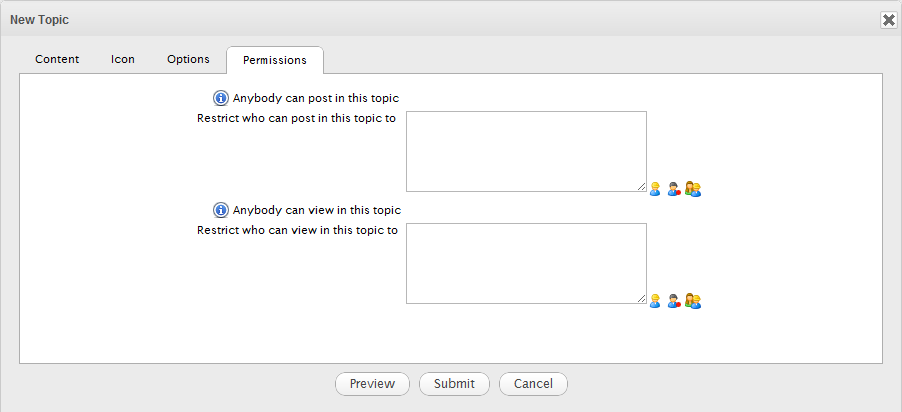 New Topic
Content Icon Options Permissions
Anybody can post in this topic
Restrict who can post in this topic to
Anybody can view in this topic
Restrict who can view in this topic to
Preview Submit Cancel